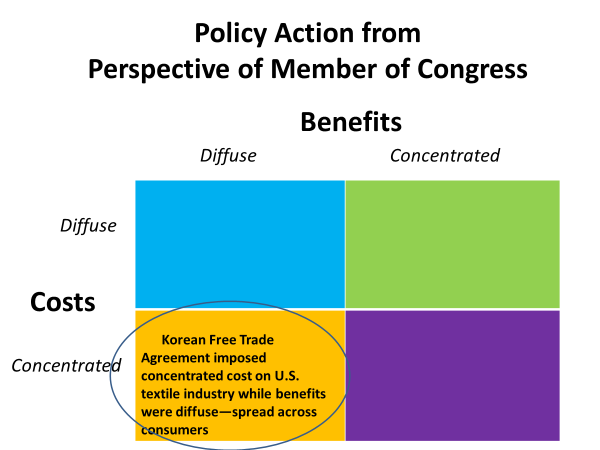 Policy Action from
Perspective of Member of Congress
Benefits
Diffuse
Concentrated
Diffuse
Costs
Concentrated
Korean Free Trade
Agreement imposed
concentrated cost on U.S.
textile industry while benefits
were diffuse—spread across
consumers